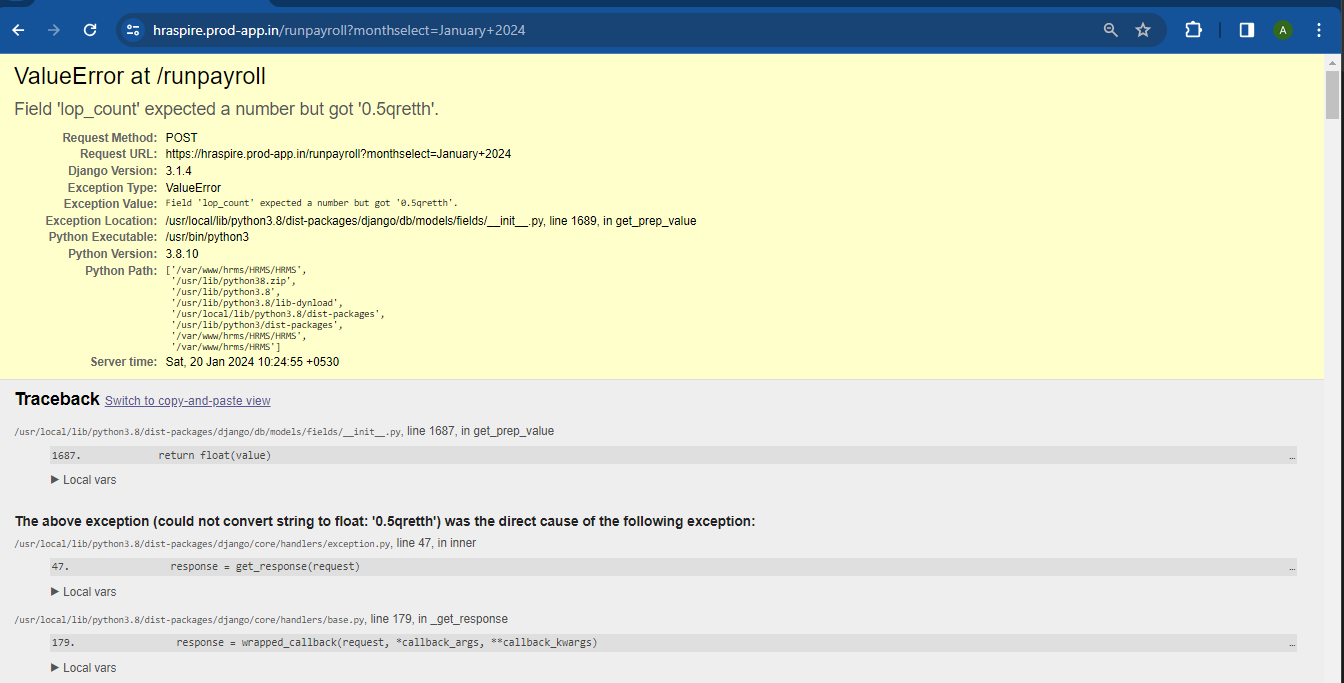 hraspire.prod-app.in/runpayroll?monthselect=January+2024
A
ValueError at /runpayroll
Field 'lop_count' expected a number but got '0.5qretth'.
Request Method: POST
Request URL: https://hraspire.prod-app.in/runpayroll?monthselect=January+2024
Django Version: 3.1.4
Exception Type: ValueError
Exception Value: Field 'lop_count' expected a number but got '0.5qretth'.
Exception Location: /usr/local/lib/python3.8/dist-packages/django/db/models/fields/__init__.py, line 1689, in get_prep_value
Python Executable: /usr/bin/python3
Python Version: 3.8.10
Python Path: ['/var/www/hrms/HRMS/HRMS',
'/usr/lib/python38.zip',
'/usr/lib/python3.8',
'/usr/lib/python3.8/lib-dynload',
'/usr/local/lib/python3.8/dist-packages',
'/usr/lib/python3/dist-packages',
'/var/www/hrms/HRMS/HRMS',
'/var/www/hrms/HRMS/HRMS']
Server time: Sat, 20 Jan 2024 10:24:55 +0530
Traceback Switch to copy-and-paste view
/usr/local/lib/python3.8/dist-packages/django/db/models/fields/__init__.py, line 1687, in get_prep_value
1687. return float(value) …
▶ Local vars
The above exception (could not convert string to float: '0.5qretth') was the direct cause of the following exception:
/usr/local/lib/python3.8/dist-packages/django/core/handlers/exception.py, line 47, in inner
47. response = get_response(request) …
▶ Local vars
/usr/local/lib/python3.8/dist-packages/django/core/handlers/base.py, line 179, in _get_response
179. response = wrapped_callback(request, *callback_args, **callback_kwargs) …
▶ Local vars